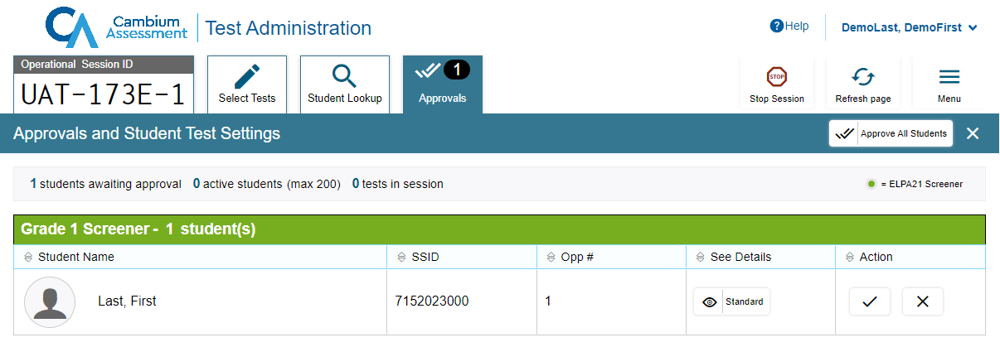 Cambium
Assessment
Test Administration
Help
DemoLast, DemoFirst
Operational Session ID
UAT-173E-1
Select Tests
Student Lookup
1
Approvals
STOP
Stop Session
Refresh page
Menu
Approvals and Student Test Settings
Approve All Students
1 students awaiting approval 0 active students (max 200) 0 tests in session
= ELPA21 Screener
Grade 1 Screener - 1 student(s)
Student Name SSID Opp # See Details Action
Last, First 7152023000 1 Standard